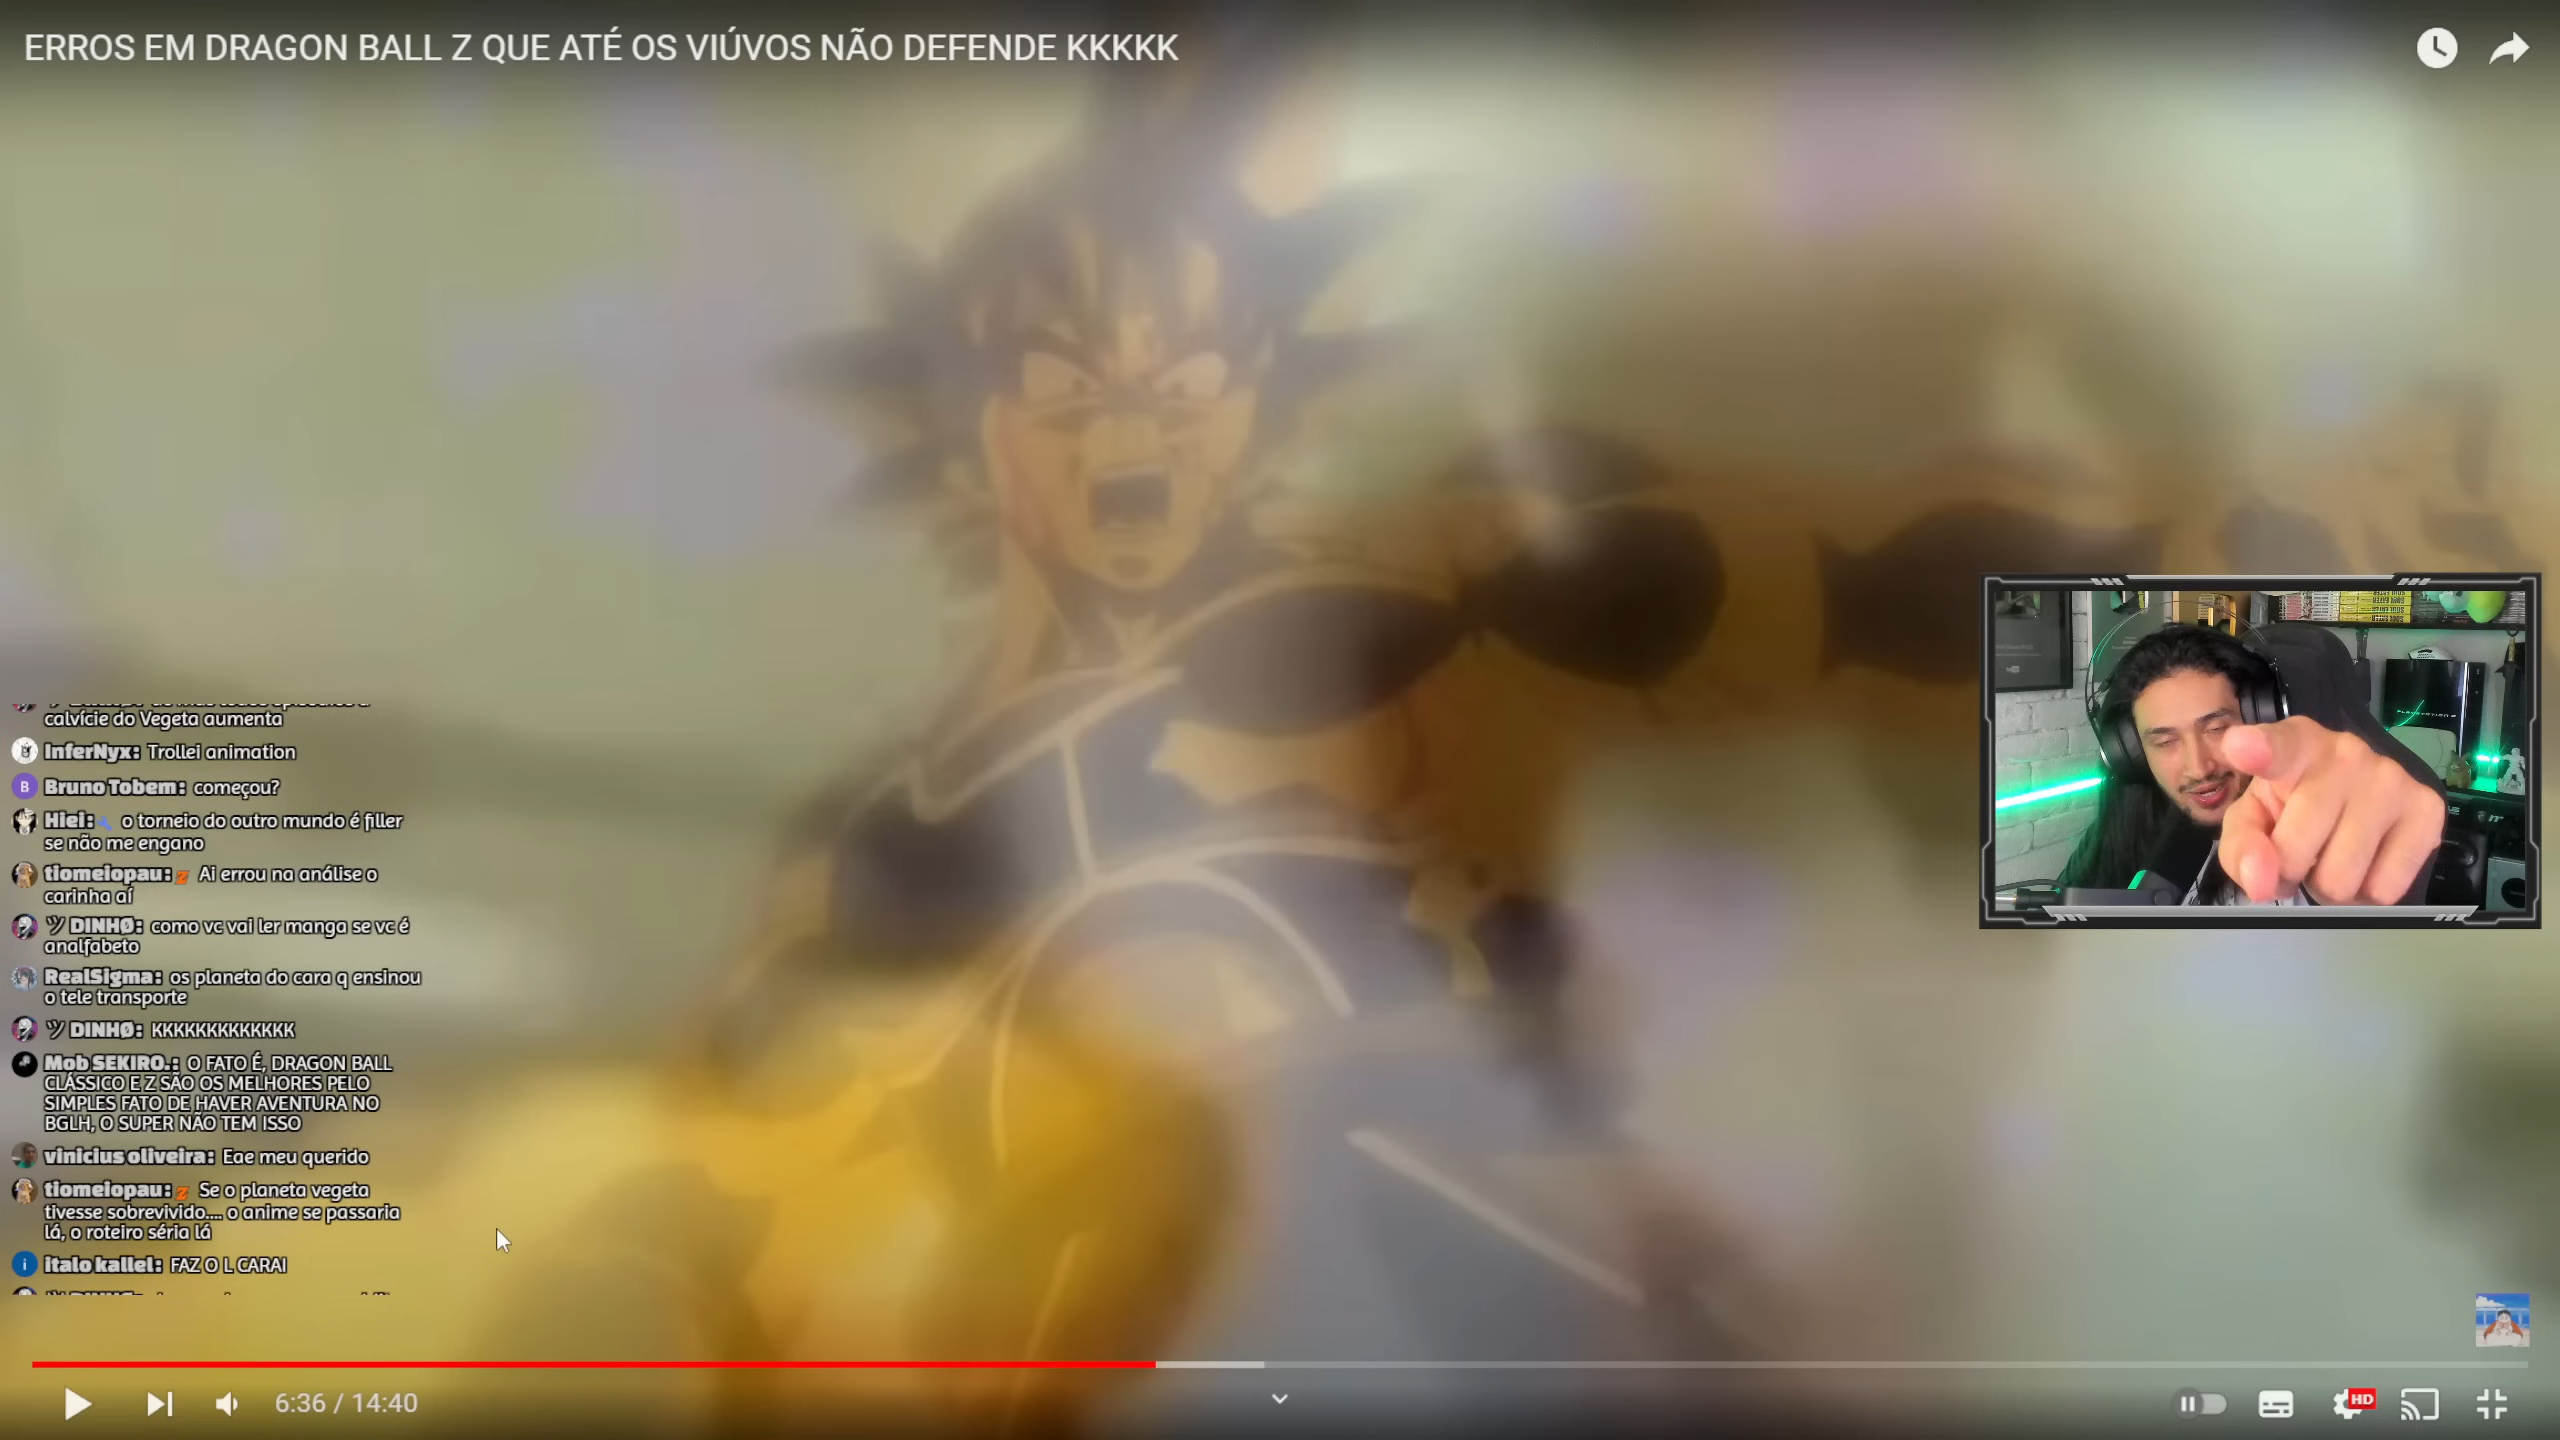 ERROS EM DRAGON BALL Z QUE ATÉ OS VIÚVOS NÃO DEFENDE KKKKK
calvície do Vegeta aumenta
InferNyx: Trollei animation
B Bruno Tobem: começou?
Hiei: o torneio do outro mundo é filler
se não me engano
tiomeiopau: Ai errou na análise o
carinha aí
ツ DINHØ: como vc vai ler manga se vc é
analfabeto
RealSigma: os planeta do cara q ensinou
o tele transporte
ツ DINHØ: KKKKKKKKKKKKK
Mob SEKIRO.: O FATO É, DRAGON BALL
CLÁSSICO E Z SÃO OS MELHORES PELO
SIMPLES FATO DE HAVER AVENTURA NO
BGLH, O SUPER NÃO TEM ISSO
vinicius oliveira: Eae meu querido
tiomeiopau: Se o planeta vegeta
tivesse sobrevivido.... o anime se passaria
lá, o roteiro séria lá
i italo kallel: FAZ O L CARAI
6:36 / 14:40
HD